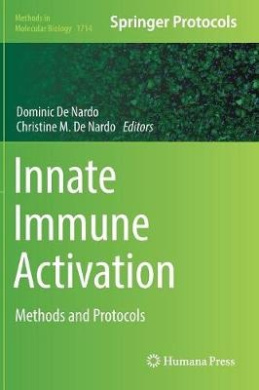 Methods in
Molecular Biology 1714
Springer Protocols
Dominic De Nardo
Christine M. De Nardo Editors
Innate
Immune
Activation
Methods and Protocols
Humana Press